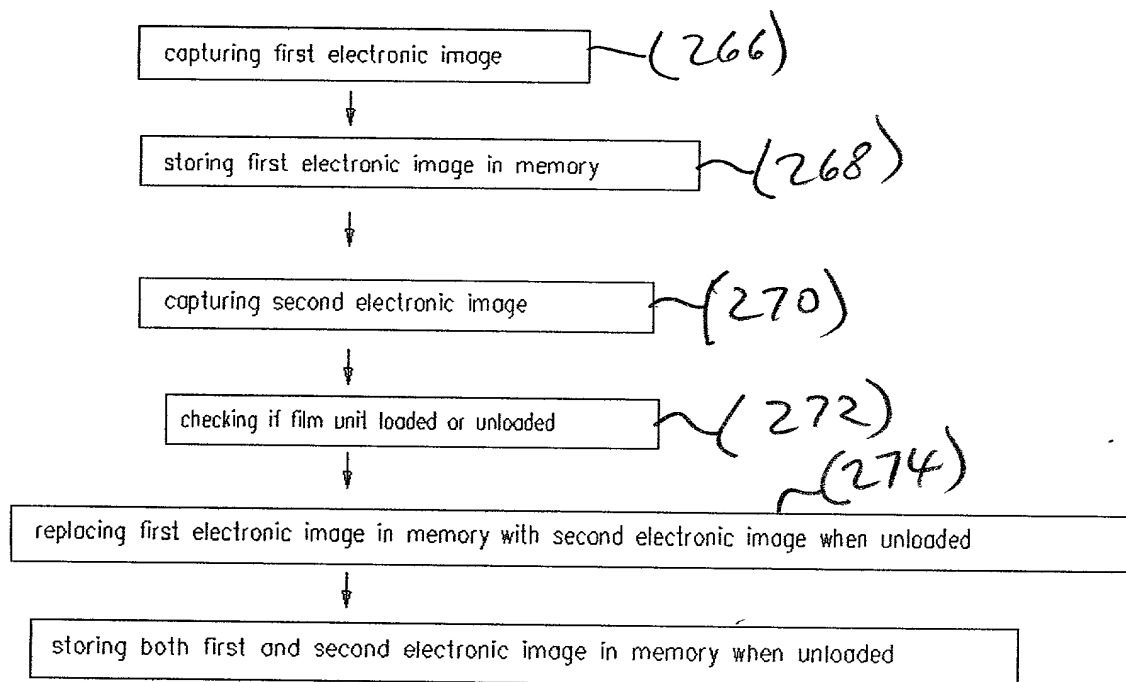 capturing first electronic image (266)
storing first electronic image in memory (268)
capturing second electronic image (270)
checking if film unit loaded or unloaded (272)
(274)
replacing first electronic image in memory with second electronic image when unloaded
storing both first and second electronic image in memory when unloaded